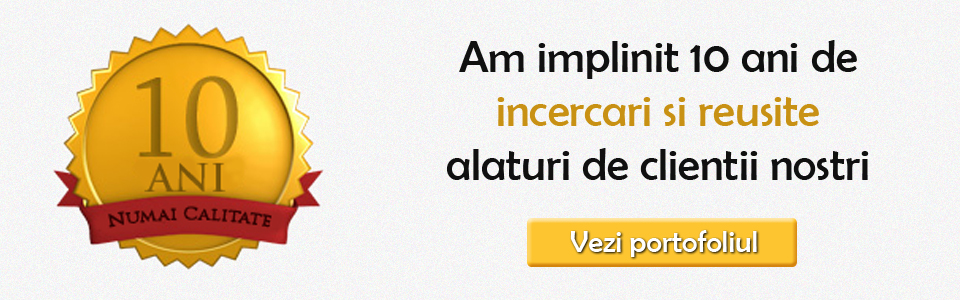 10
ANI
NUMAI CALITATE
Am implinit 10 ani de
incercari si reusite
alaturi de clientii nostri
Vezi portofoliul